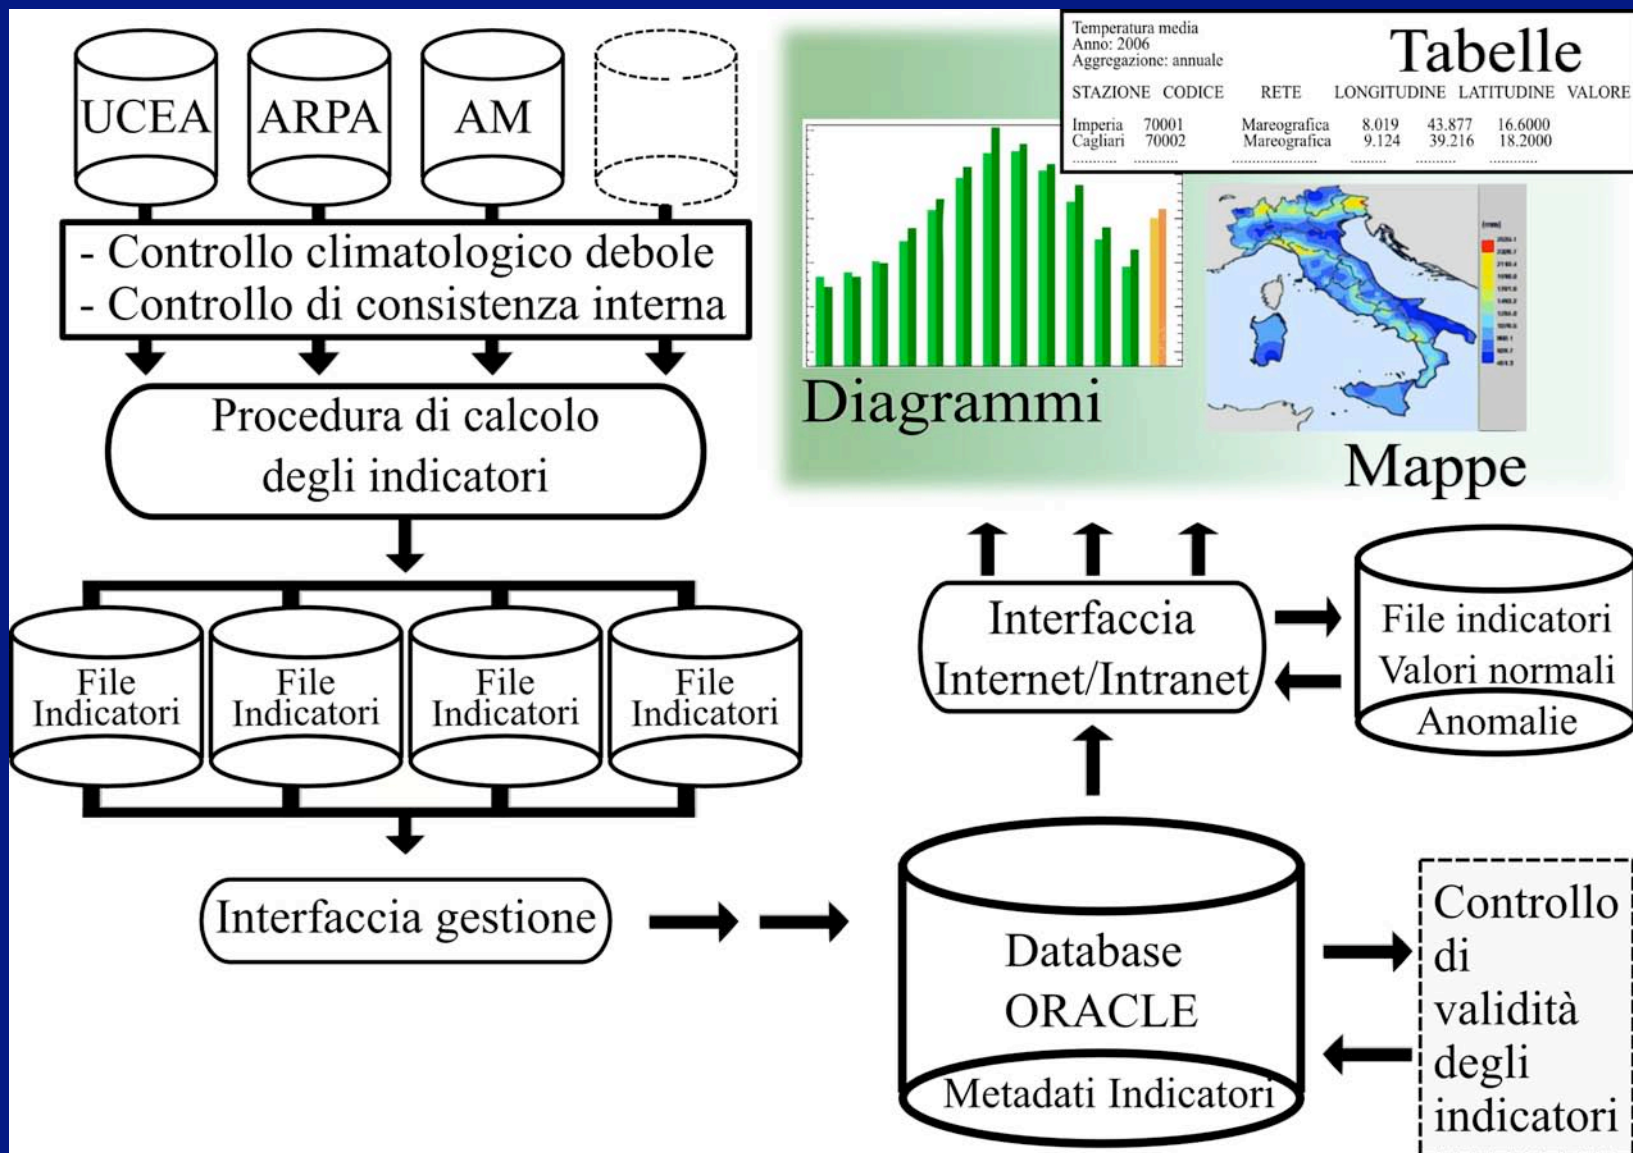 UCEA
ARPA
AM
- Controllo climatologico debole
- Controllo di consistenza interna
Procedura di calcolo
degli indicatori
File
Indicatori
File
Indicatori
File
Indicatori
File
Indicatori
Interfaccia gestione
Temperatura media
Anno: 2006
Aggregazione: annuale
Tabelle
STAZIONE CODICE RETE LONGITUDINE LATITUDINE VALORE
Imperia 70001 Mareografica 8.019 43.877 16.6000
Cagliari 70002 Mareografica 9.124 39.216 18.2000
........... ........... ..................... ......... .......... ............
Diagrammi
Mappe
Interfaccia
Internet/Intranet
File indicatori
Valori normali
Anomalie
Database
ORACLE
Metadati Indicatori
Controllo
di
validità
degli
indicatori